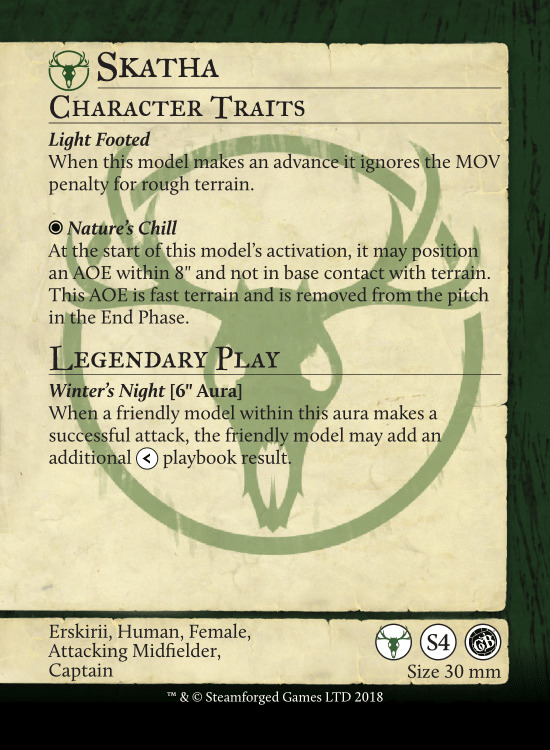 Skatha
Character Traits
Light Footed
When this model makes an advance it ignores the MOV
penalty for rough terrain.
Nature's Chill
At the start of this model's activation, it may position
an AOE within 8" and not in base contact with terrain.
This AOE is fast terrain and is removed from the pitch
in the End Phase.
Legendary Play
Winter's Night [6" Aura]
When a friendly model within this aura makes a
successful attack, the friendly model may add an
additional < playbook result.
Erskirii, Human, Female,
Attacking Midfielder,
Captain
S4
GB
Size 30 mm
™ & © Steamforged Games LTD 2018